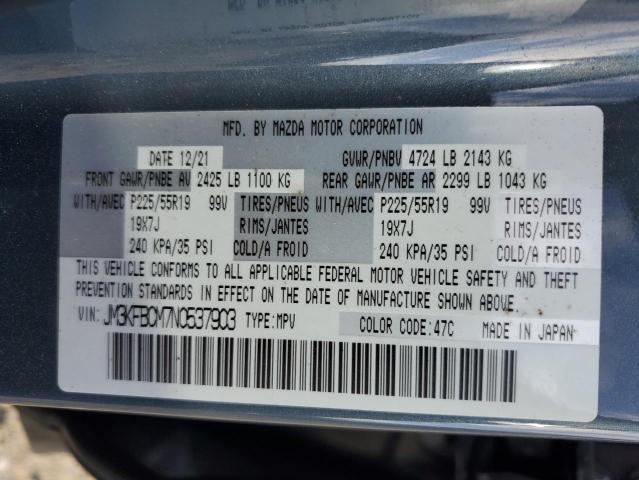 MFD. BY MAZDA MOTOR CORPORATION
DATE 12/21 GVWR/PNBV 4724 LB 2143 KG
FRONT GAWR/PNBE AV 2425 LB 1100 KG REAR GAWR/PNBE AR 2299 LB 1043 KG
WITH/AVEC P225/55R19 99V TIRES/PNEUS WITH/AVEC P225/55R19 99V TIRES/PNEUS
19X7J RIMS/JANTES 19X7J RIMS/JANTES
240 KPA/35 PSI COLD/A FROID 240 KPA/35 PSI COLD/A FROID
THIS VEHICLE CONFORMS TO ALL APPLICABLE FEDERAL MOTOR VEHICLE SAFETY AND THEFT
PREVENTION STANDARDS IN EFFECT ON THE DATE OF MANUFACTURE SHOWN ABOVE.
VIN: JM3KFBCM7N0537903 TYPE:MPV COLOR CODE:47C MADE IN JAPAN